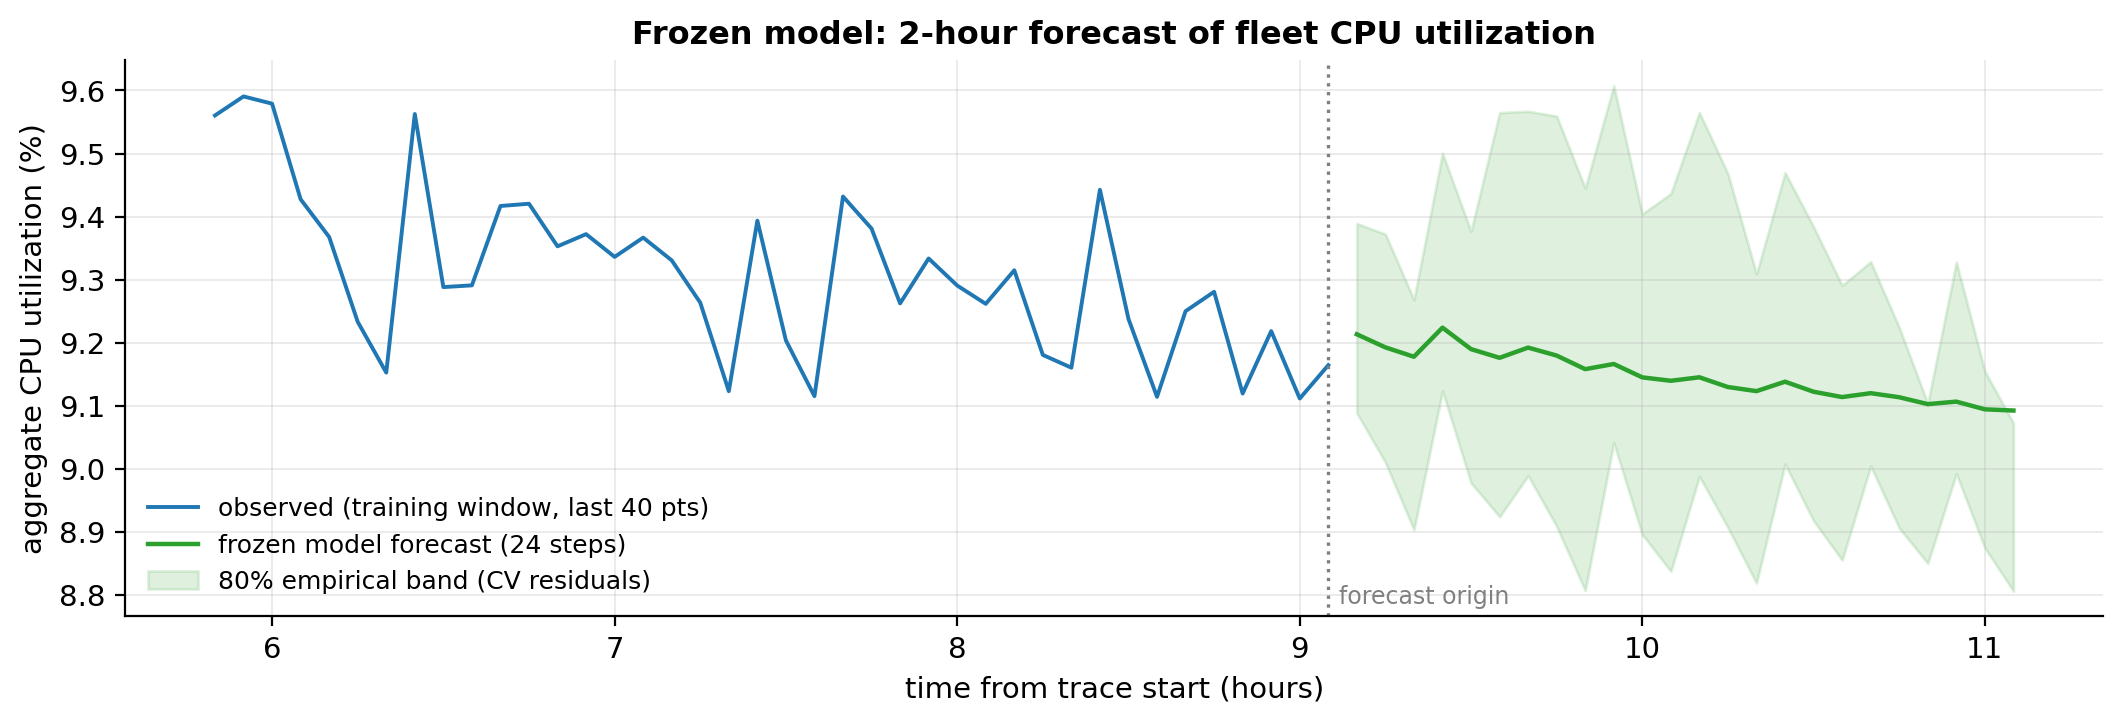 Frozen model: 2-hour forecast of fleet CPU utilization
aggregate CPU utilization (%)
9.6
9.5
9.4
9.3
9.2
9.1
9.0
8.9
8.8
observed (training window, last 40 pts)
frozen model forecast (24 steps)
80% empirical band (CV residuals)
forecast origin
6 7 8 9 10 11
time from trace start (hours)